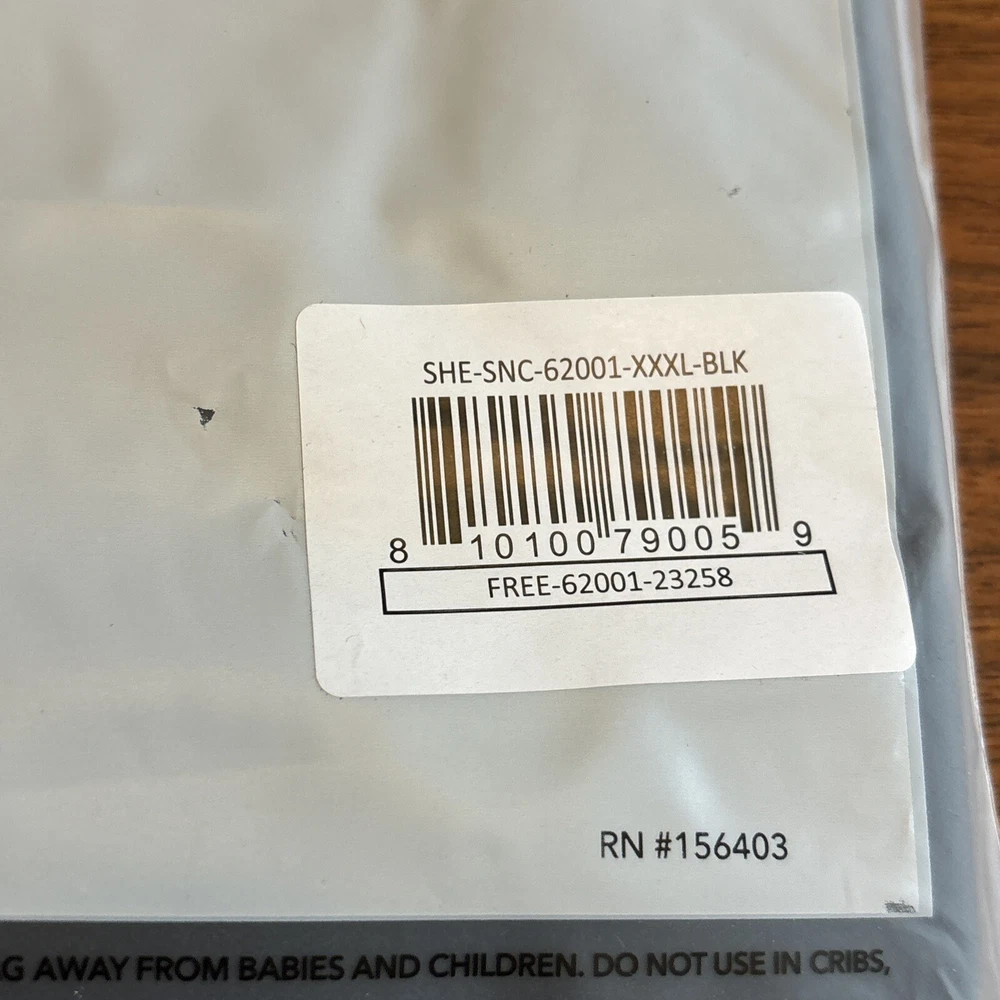 SHE-SNC-62001-XXXL-BLK
8 10100 79005 9
FREE-62001-23258
RN #156403
G AWAY FROM BABIES AND CHILDREN. DO NOT USE IN CRIBS,